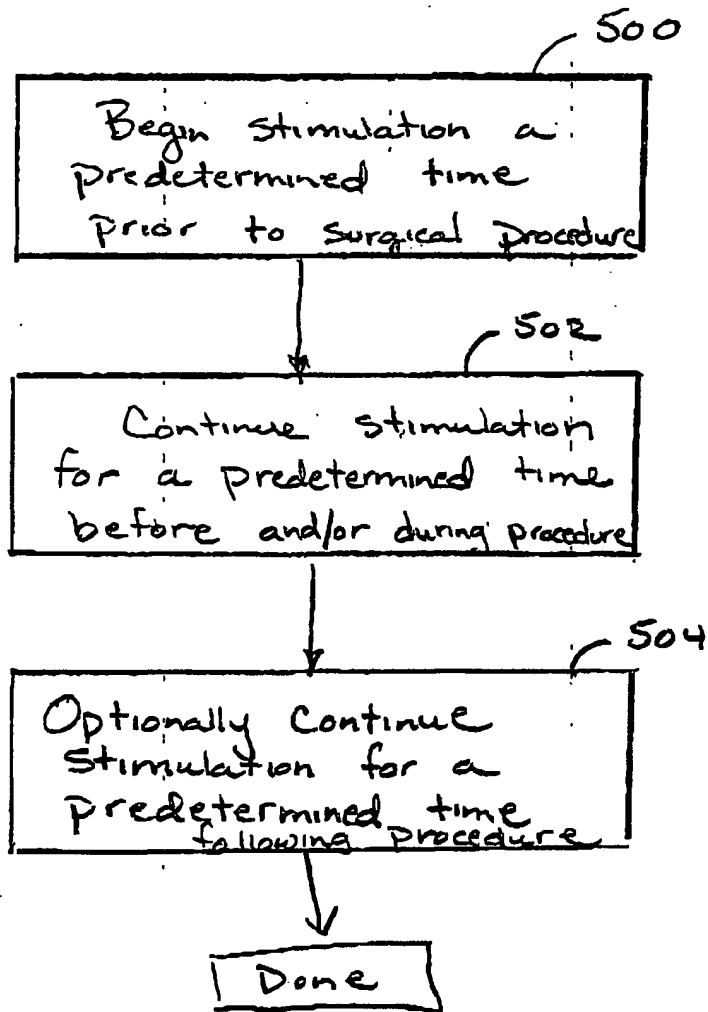 500
Begin stimulation a
predetermined time
prior to surgical procedure
502
Continue stimulation
for a predetermined time
before and/or during procedure
504
Optionally Continue
stimulation for a
predetermined time
following procedure
Done